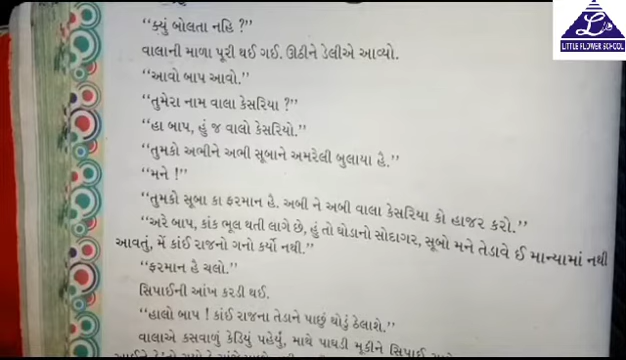 “ક્યું બોલતા નહિ ?”
વાલાની માળા પૂરી થઈ ગઈ. ઊઠીને ડેલીએ આવ્યો.
“આવો બાપ આવો.”
“તુમેરા નામ વાલા કેસરિયા ?”
“હા બાપ, હું જ વાલો કેસરિયો.”
“તુમકો અભીને અભી સૂબાને અમરેલી બુલાયા હૈ.”
“મને !”
“તુમકો સૂબા કા ફરમાન હૈ. અબી ને અબી વાલા કેસરિયા કો હાજર કરો.”
“અરે બાપ, કાંક ભૂલ થતી લાગે છે, હું તો ઘોડાનો સોદાગર, સૂબો મને તેડાવે ઈ માન્યામાં નથી
આવતું, મેં કાંઈ રાજનો ગનો કર્યો નથી.”
“ફરમાન હૈ ચલો.”
સિપાઈની આંખ કરડી થઈ.
“હાલો બાપ ! કાંઈ રાજના તેડાને પાછું થોડું ઠેલાશે.”
વાલાએ કસવાળું કેડિયું પહેર્યું, માથે પાઘડી મૂકીને સિપાઈ
LITTLE FLOWER SCHOOL